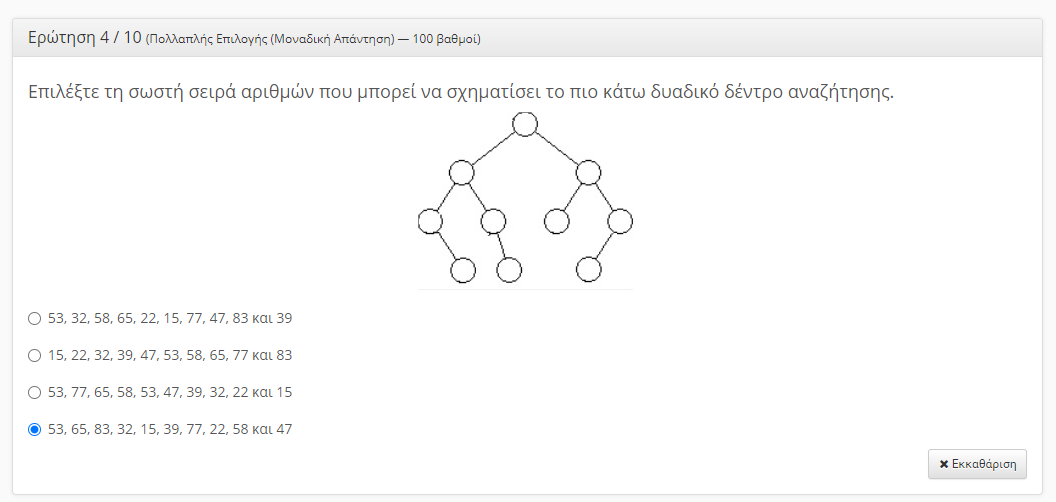 Ερώτηση 4 / 10 (Πολλαπλής Επιλογής (Μοναδική Απάντηση) — 100 βαθμοί)
Επιλέξτε τη σωστή σειρά αριθμών που μπορεί να σχηματίσει το πιο κάτω δυαδικό δέντρο αναζήτησης.
53, 32, 58, 65, 22, 15, 77, 47, 83 και 39
15, 22, 32, 39, 47, 53, 58, 65, 77 και 83
53, 77, 65, 58, 53, 47, 39, 32, 22 και 15
53, 65, 83, 32, 15, 39, 77, 22, 58 και 47
✖ Εκκαθάριση